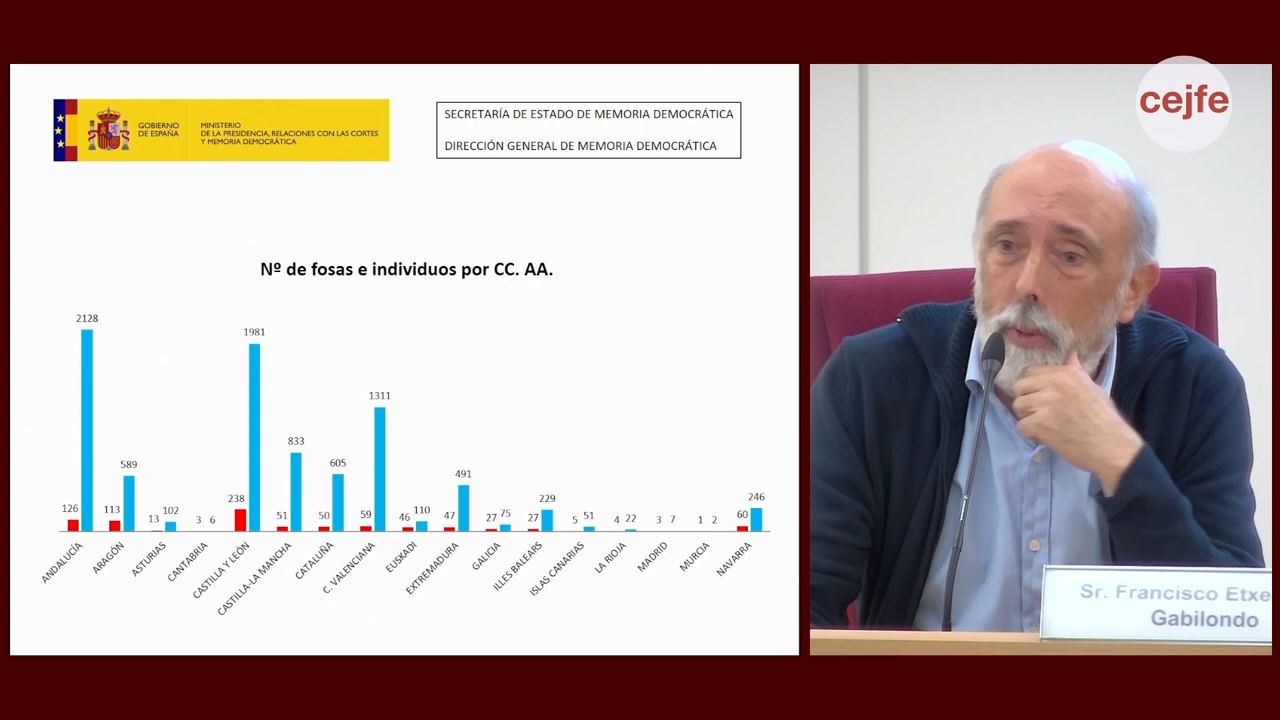 cejfe
GOBIERNO
DE ESPAÑA
MINISTERIO
DE LA PRESIDENCIA, RELACIONES CON LAS CORTES
Y MEMORIA DEMOCRÁTICA
SECRETARÍA DE ESTADO DE MEMORIA DEMOCRÁTICA
DIRECCIÓN GENERAL DE MEMORIA DEMOCRÁTICA
Nº de fosas e individuos por CC. AA.
126 2128
113 589
13 102
3 6
238 1981
51 833
50 605
59 1311
46 110
47 491
27 75
27 229
5 51
4 22
3 7
1 2
60 246
ANDALUCÍA
ARAGÓN
ASTURIAS
CANTABRIA
CASTILLA Y LEÓN
CASTILLA-LA MANCHA
CATALUÑA
C. VALENCIANA
EUSKADI
EXTREMADURA
GALICIA
ILLES BALEARS
ISLAS CANARIAS
LA RIOJA
MADRID
MURCIA
NAVARRA
Sr. Francisco Etxe
Gabilondo